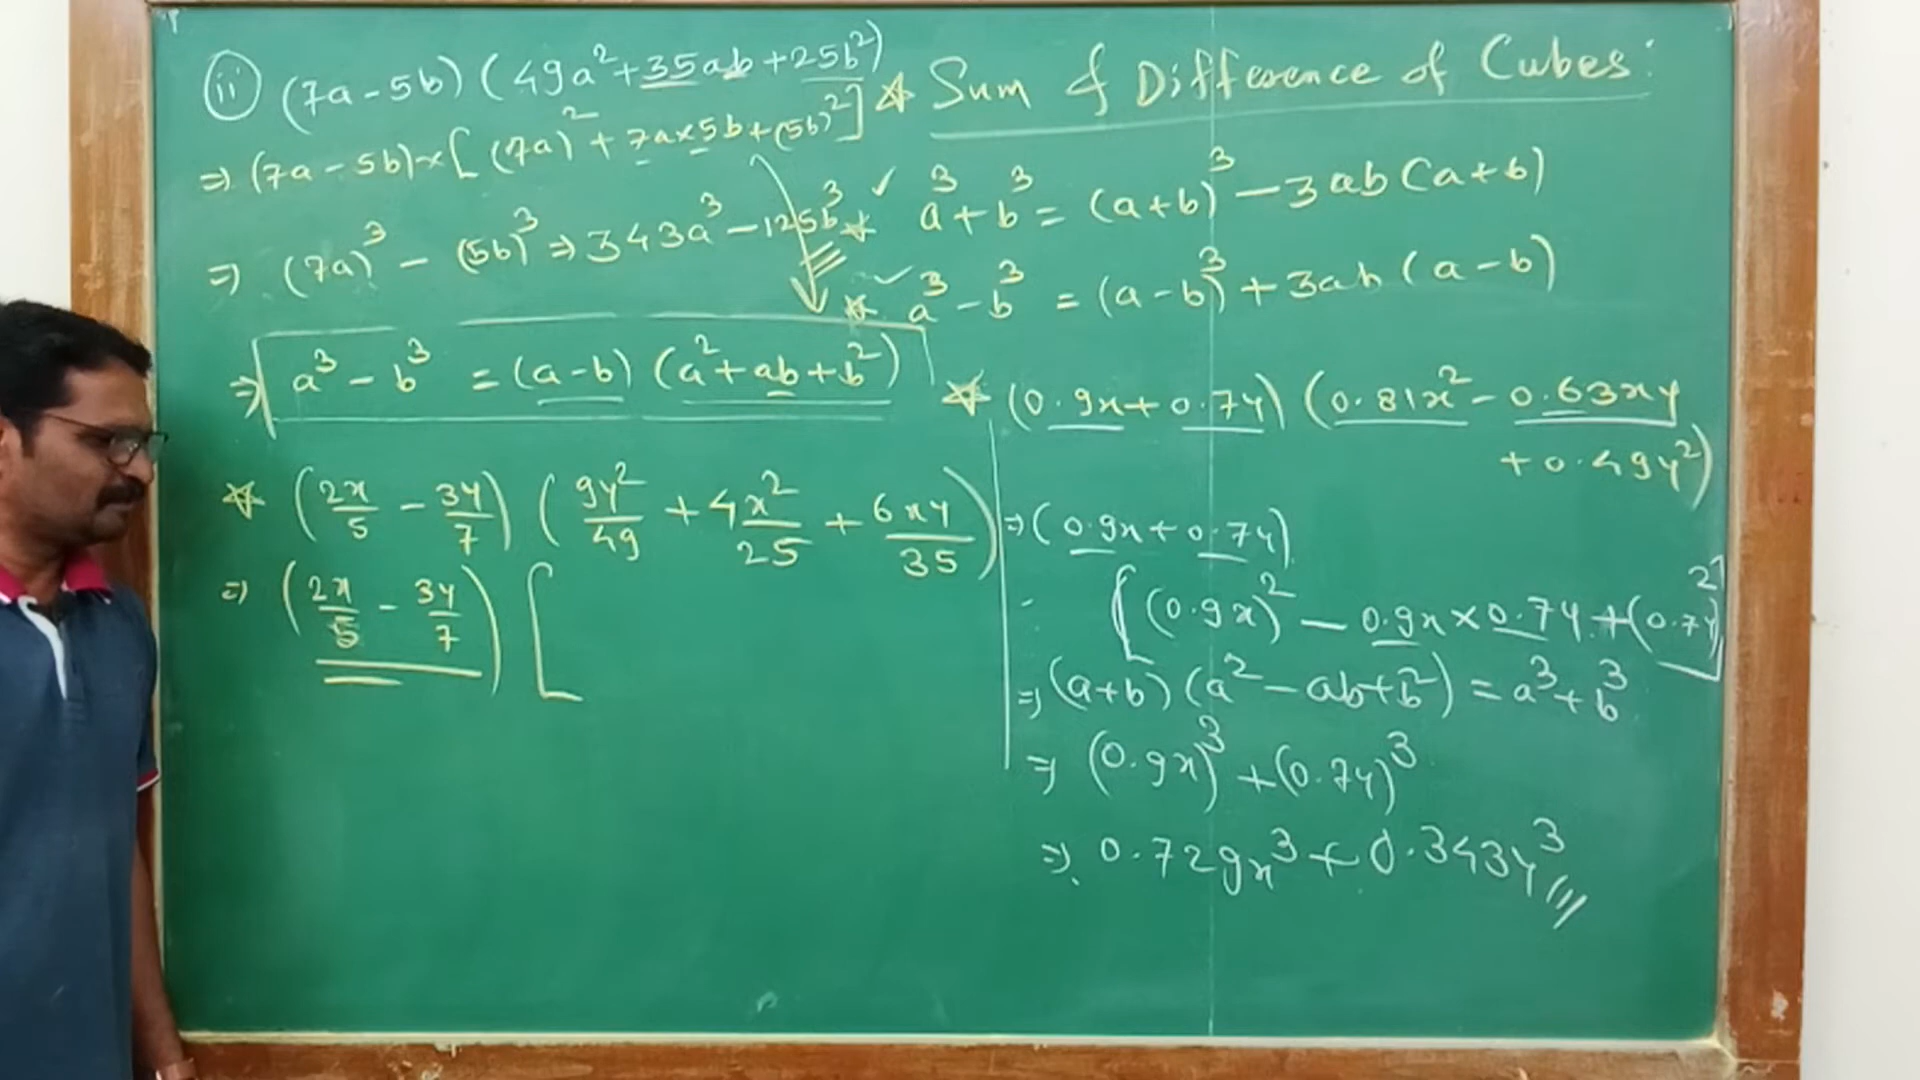 ii (7a-5b) (49a²+35ab+25b²)
⇒ (7a-5b)×[(7a)²+7a×5b+(5b)²]
⇒ (7a)³ - (5b)³ ⇒ 343a³ - 125b³
⇒ a³ - b³ = (a-b) (a²+ab+b²)
☆ (2x/5 - 3y/7) (9y²/49 + 4x²/25 + 6xy/35)
⇒ (2x/5 - 3y/7) [
☆ Sum & Difference of Cubes:
✓ * a³+b³ = (a+b)³ - 3ab(a+b)
✓ * a³-b³ = (a-b)³ + 3ab(a-b)
☆ (0.9x+0.7y) (0.81x² - 0.63xy
+0.49y²)
⇒ (0.9x+0.7y)
[(0.9x)² - 0.9x×0.7y+(0.7y)²]
⇒ (a+b) (a²-ab+b²) = a³+b³
⇒ (0.9x)³+(0.7y)³
⇒ 0.729x³+0.343y³